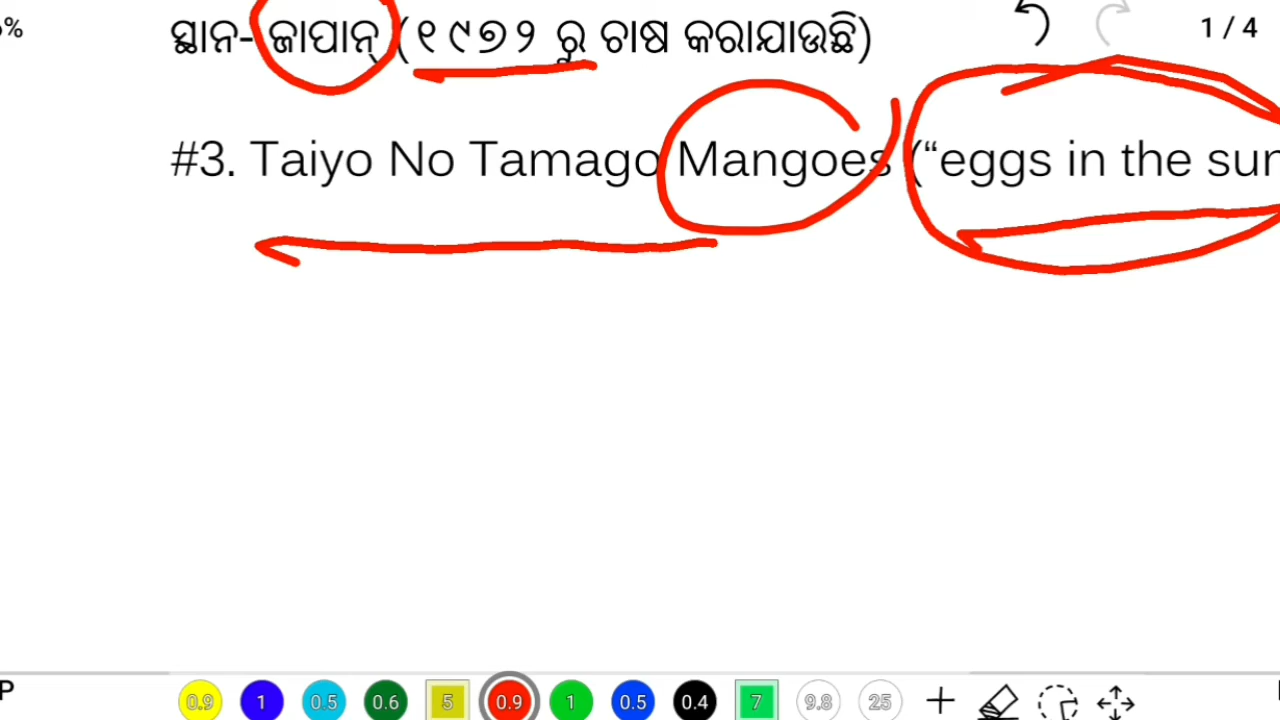 %
ସ୍ଥାନ- ଜାପାନ୍ (୧୯୭୨ ରୁ ଚାଷ କରାଯାଉଛି)
1 / 4
#3. Taiyo No Tamago Mangoes (“eggs in the sun
P
0.9 1 0.5 0.6 5 0.9 1 0.5 0.4 7 9.8 25